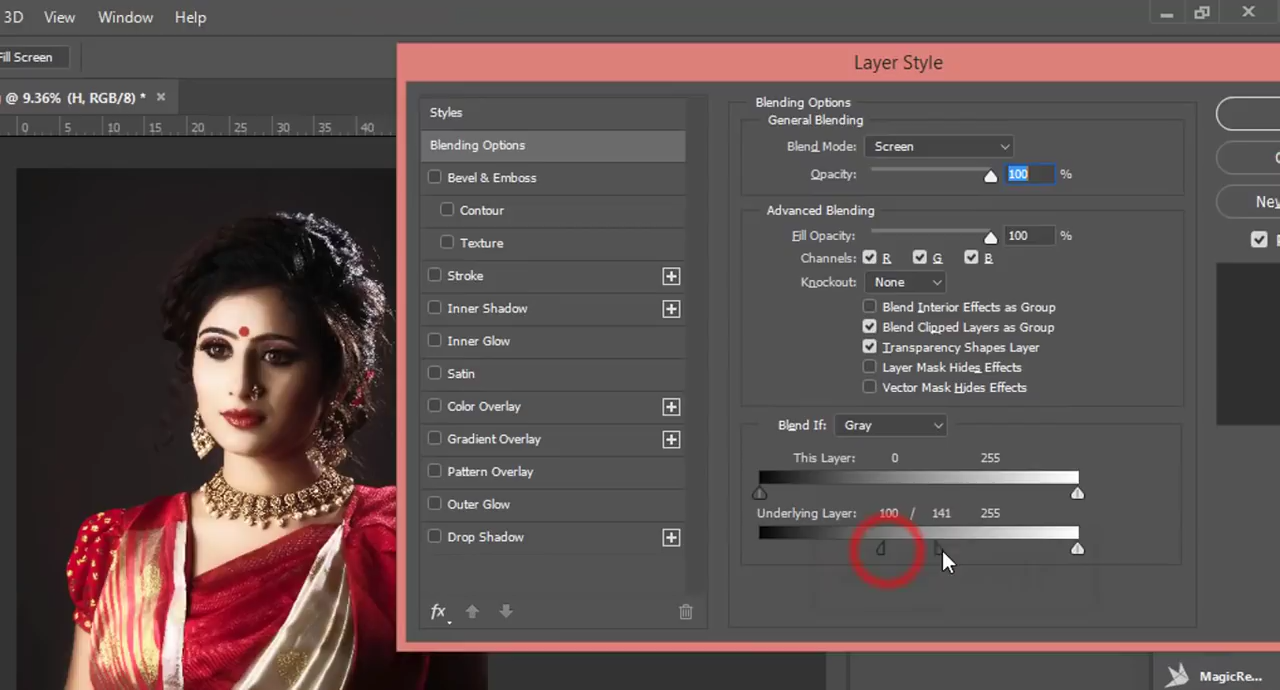 3D View Window Help
Fill Screen
@ 9.36% (H, RGB/8) * ×
0 5 10 15 20 25 30 35 40
Layer Style
Styles
Blending Options
Bevel & Emboss
Contour
Texture
Stroke
Inner Shadow
Inner Glow
Satin
Color Overlay
Gradient Overlay
Pattern Overlay
Outer Glow
Drop Shadow
fx
Blending Options
General Blending
Blend Mode: Screen
Opacity: 100 %
Advanced Blending
Fill Opacity: 100 %
Channels: R G B
Knockout: None
Blend Interior Effects as Group
Blend Clipped Layers as Group
Transparency Shapes Layer
Layer Mask Hides Effects
Vector Mask Hides Effects
Blend If: Gray
This Layer: 0 255
Underlying Layer: 100 / 141 255
MagicRe...